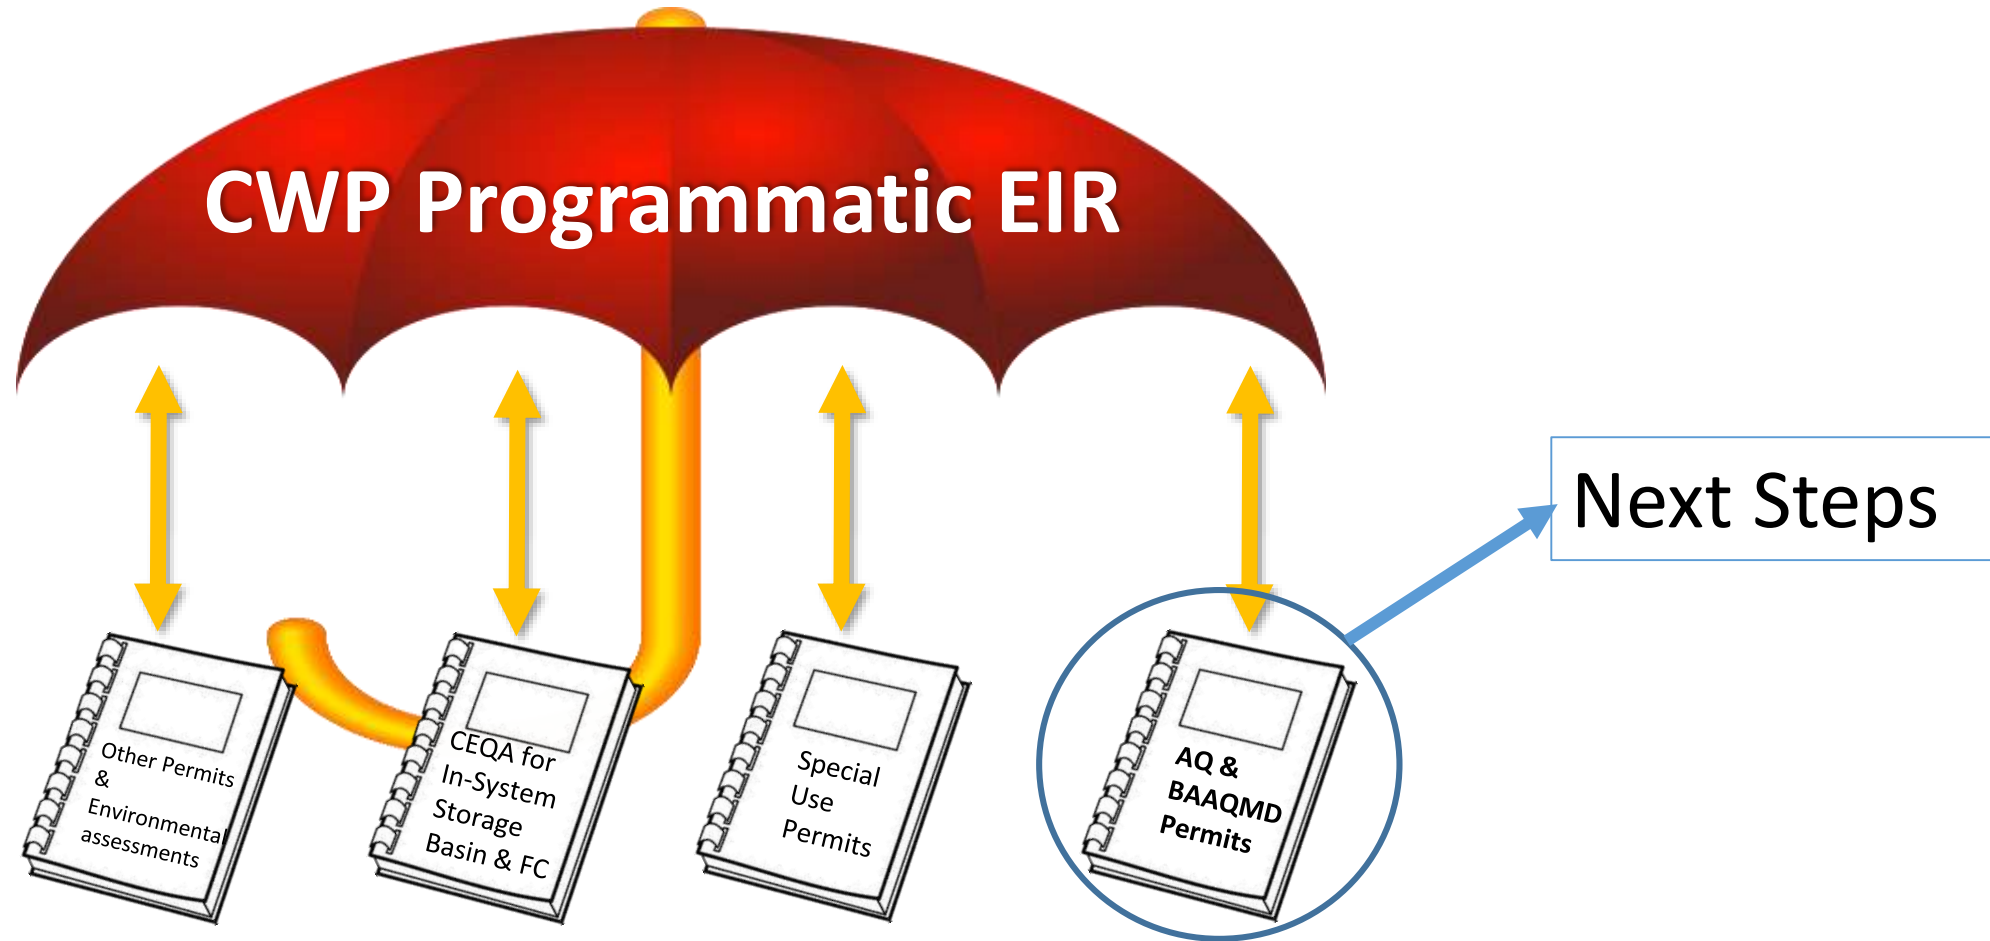 CWP Programmatic EIR
Next Steps
Other Permits
&
Environmental
assessments
CEQA for
In-System
Storage
Basin & FC
Special
Use
Permits
AQ &
BAAQMD
Permits